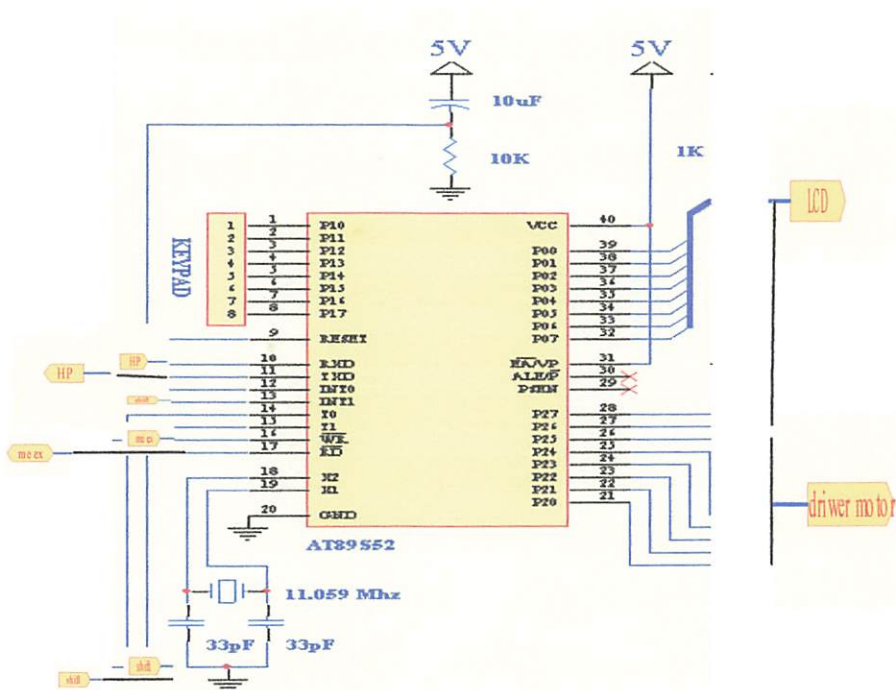 5V
5V
10uF
10K
1K
LCD
KEYPAD
1 1 P10 VCC 40
2 2 P11
3 3 P12 P00 39
4 4 P13 P01 38
5 5 P14 P02 37
6 6 P15 P03 36
7 7 P16 P04 35
8 8 P17 P05 34
P06 33
P07 32
9 RESET
HP 10 RXD EA/VP 31
HP 11 TXD ALE/P 30
12 INT0 PSEN 29
13 INT1
14 T0 P27 28
15 T1 P26 27
16 WR P25 26
17 RD P24 25
P23 24
18 X2 P22 23
19 X1 P21 22
P20 21
20 GND
driwer motor
AT89S52
11.059 Mhz
33pF 33pF